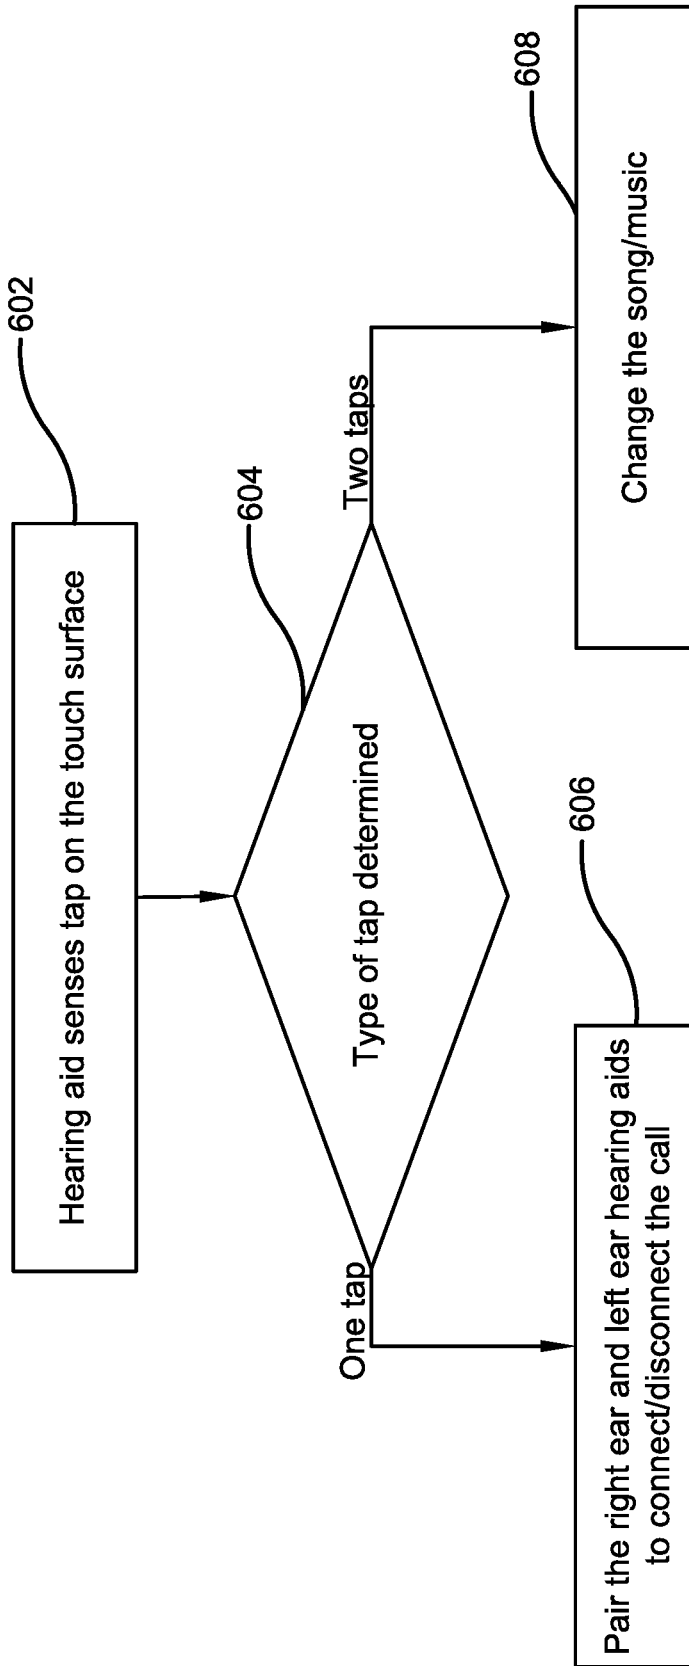 602
Hearing aid senses tap on the touch surface
604
Type of tap determined
One tap
Two taps
606
Pair the right ear and left ear hearing aids
to connect/disconnect the call
608
Change the song/music